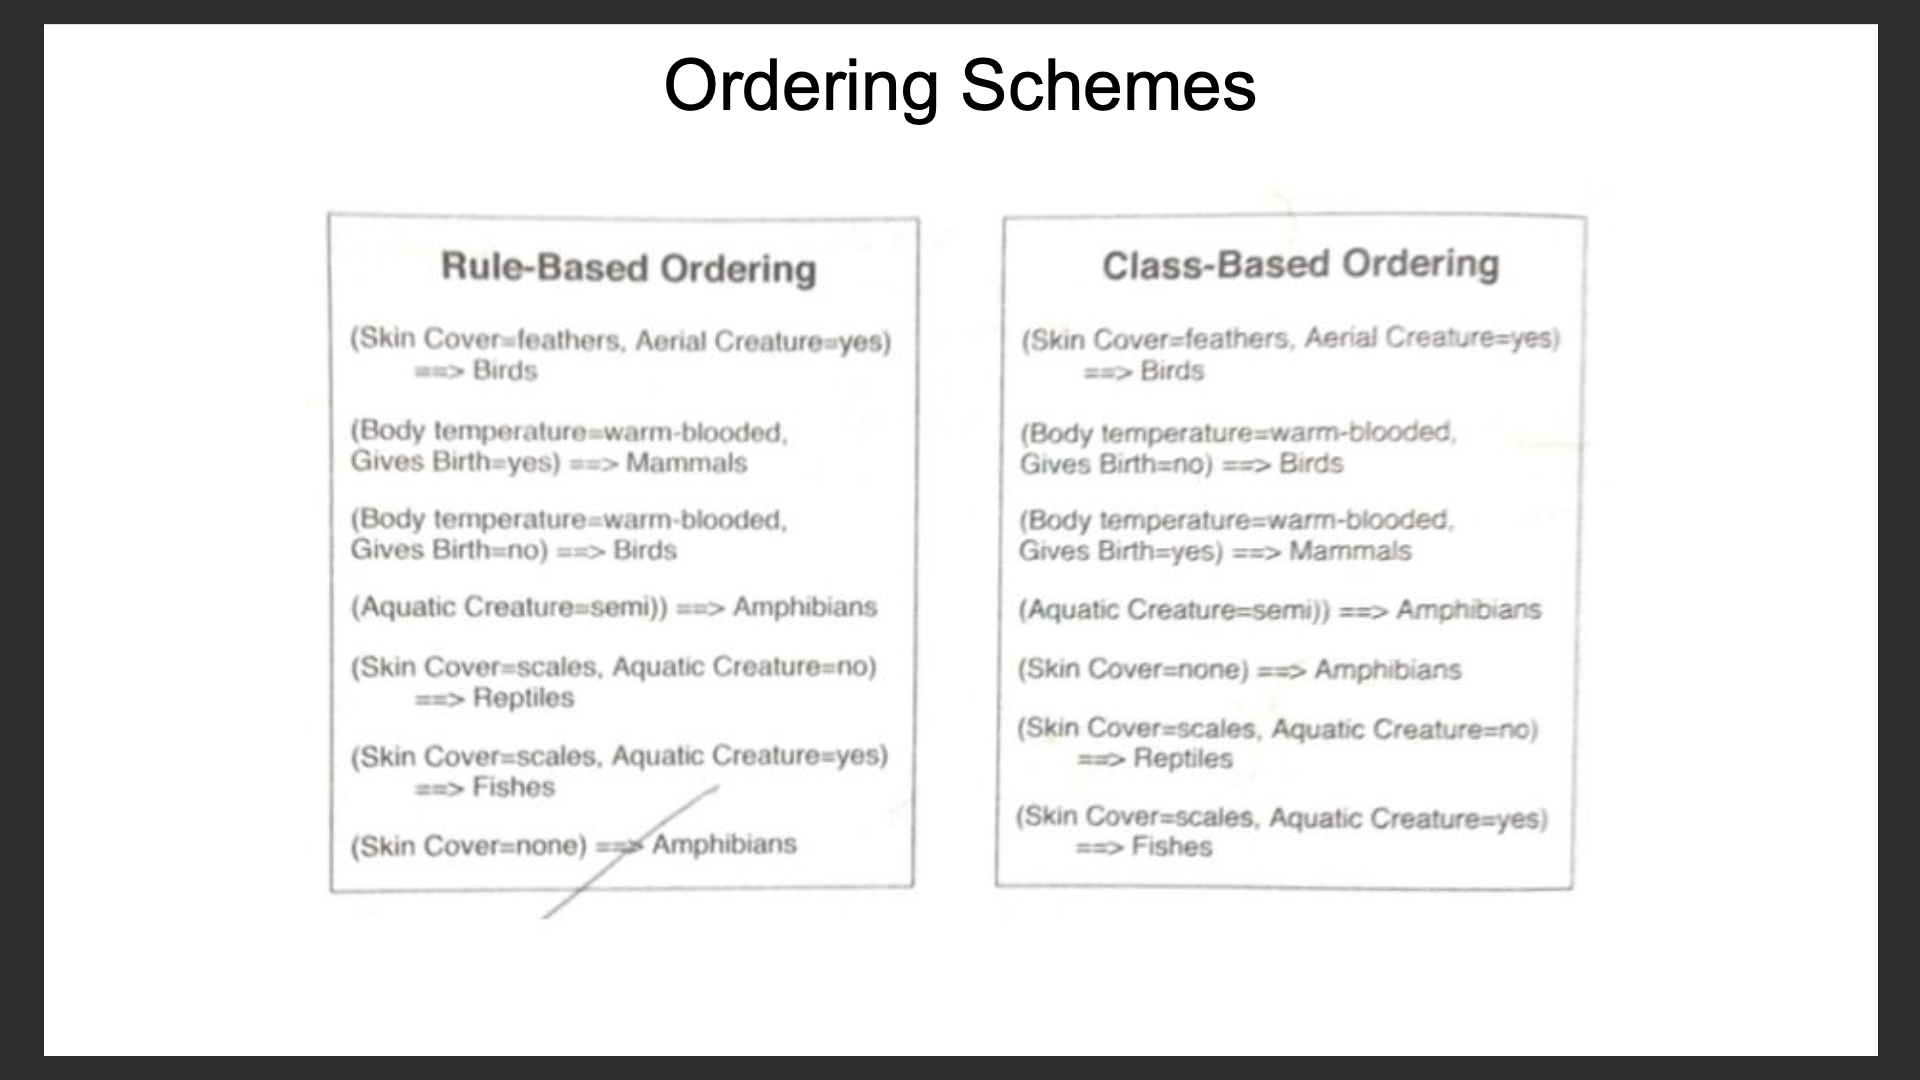 Ordering Schemes
Rule-Based Ordering
(Skin Cover=feathers, Aerial Creature=yes)
==> Birds
(Body temperature=warm-blooded,
Gives Birth=yes) ==> Mammals
(Body temperature=warm-blooded,
Gives Birth=no) ==> Birds
(Aquatic Creature=semi)) ==> Amphibians
(Skin Cover=scales, Aquatic Creature=no)
==> Reptiles
(Skin Cover=scales, Aquatic Creature=yes)
==> Fishes
(Skin Cover=none) ==> Amphibians
Class-Based Ordering
(Skin Cover=feathers, Aerial Creature=yes)
==> Birds
(Body temperature=warm-blooded,
Gives Birth=no) ==> Birds
(Body temperature=warm-blooded,
Gives Birth=yes) ==> Mammals
(Aquatic Creature=semi)) ==> Amphibians
(Skin Cover=none) ==> Amphibians
(Skin Cover=scales, Aquatic Creature=no)
==> Reptiles
(Skin Cover=scales, Aquatic Creature=yes)
==> Fishes